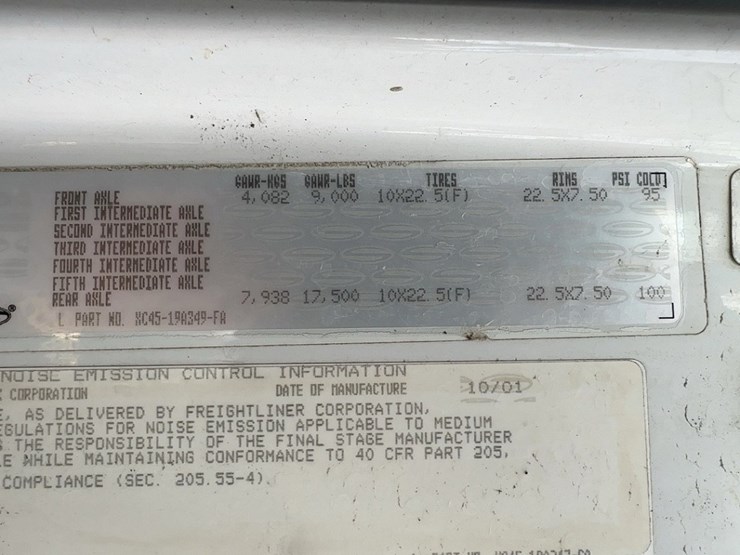 GAWR-KGS GAWR-LBS TIRES RIMS PSI COLD
FRONT AXLE 4,082 9,000 10X22.5(F) 22.5X7.50 95
FIRST INTERMEDIATE AXLE
SECOND INTERMEDIATE AXLE
THIRD INTERMEDIATE AXLE
FOURTH INTERMEDIATE AXLE
FIFTH INTERMEDIATE AXLE
REAR AXLE 7,938 17,500 10X22.5(F) 22.5X7.50 100
L PART NO. XC45-19A349-FA
NOISE EMISSION CONTROL INFORMATION
CORPORATION DATE OF MANUFACTURE 10/01
, AS DELIVERED BY FREIGHTLINER CORPORATION,
EGULATIONS FOR NOISE EMISSION APPLICABLE TO MEDIUM
THE RESPONSIBILITY OF THE FINAL STAGE MANUFACTURER
E WHILE MAINTAINING CONFORMANCE TO 40 CFR PART 205,
COMPLIANCE (SEC. 205.55-4).